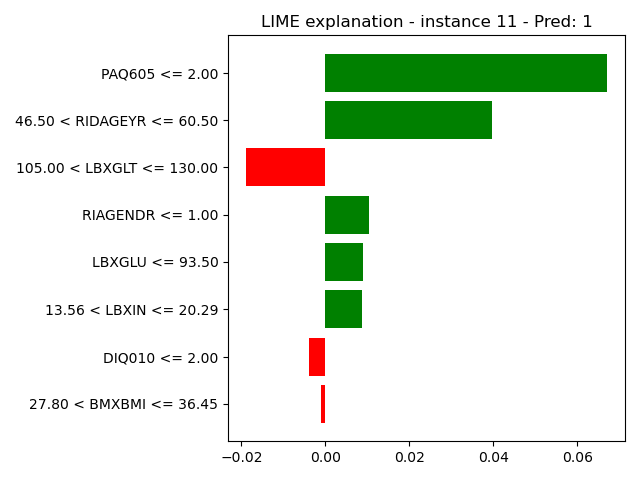 LIME explanation - instance 11 - Pred: 1
PAQ605 <= 2.00
46.50 < RIDAGEYR <= 60.50
105.00 < LBXGLT <= 130.00
RIAGENDR <= 1.00
LBXGLU <= 93.50
13.56 < LBXIN <= 20.29
DIQ010 <= 2.00
27.80 < BMXBMI <= 36.45
−0.02 0.00 0.02 0.04 0.06